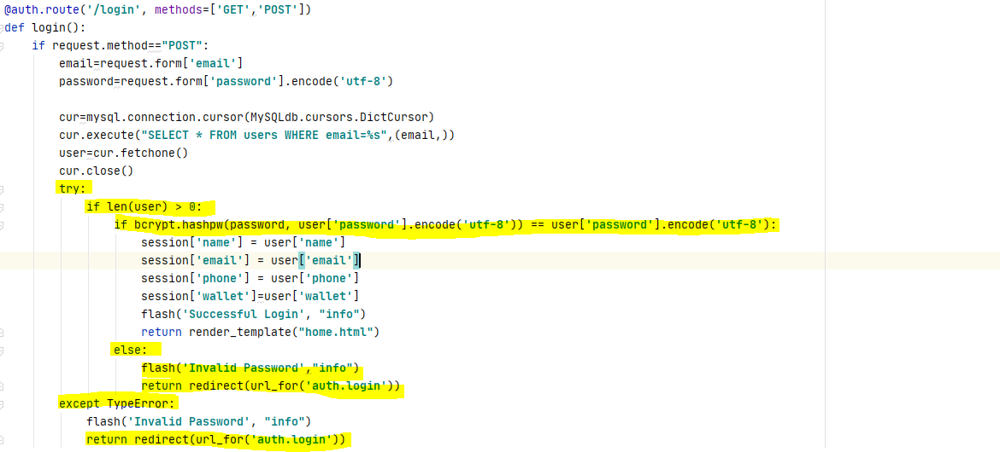 @auth.route('/login', methods=['GET','POST'])
def login():
    if request.method=="POST":
        email=request.form['email']
        password=request.form['password'].encode('utf-8')

        cur=mysql.connection.cursor(MySQLdb.cursors.DictCursor)
        cur.execute("SELECT * FROM users WHERE email=%s",(email,))
        user=cur.fetchone()
        cur.close()
        try:
            if len(user) > 0:
                if bcrypt.hashpw(password, user['password'].encode('utf-8')) == user['password'].encode('utf-8'):
                    session['name'] = user['name']
                    session['email'] = user['email']
                    session['phone'] = user['phone']
                    session['wallet']=user['wallet']
                    flash('Successful Login', "info")
                    return render_template("home.html")
                else:
                    flash('Invalid Password',"info")
                    return redirect(url_for('auth.login'))
        except TypeError:
            flash('Invalid Password', "info")
            return redirect(url_for('auth.login'))